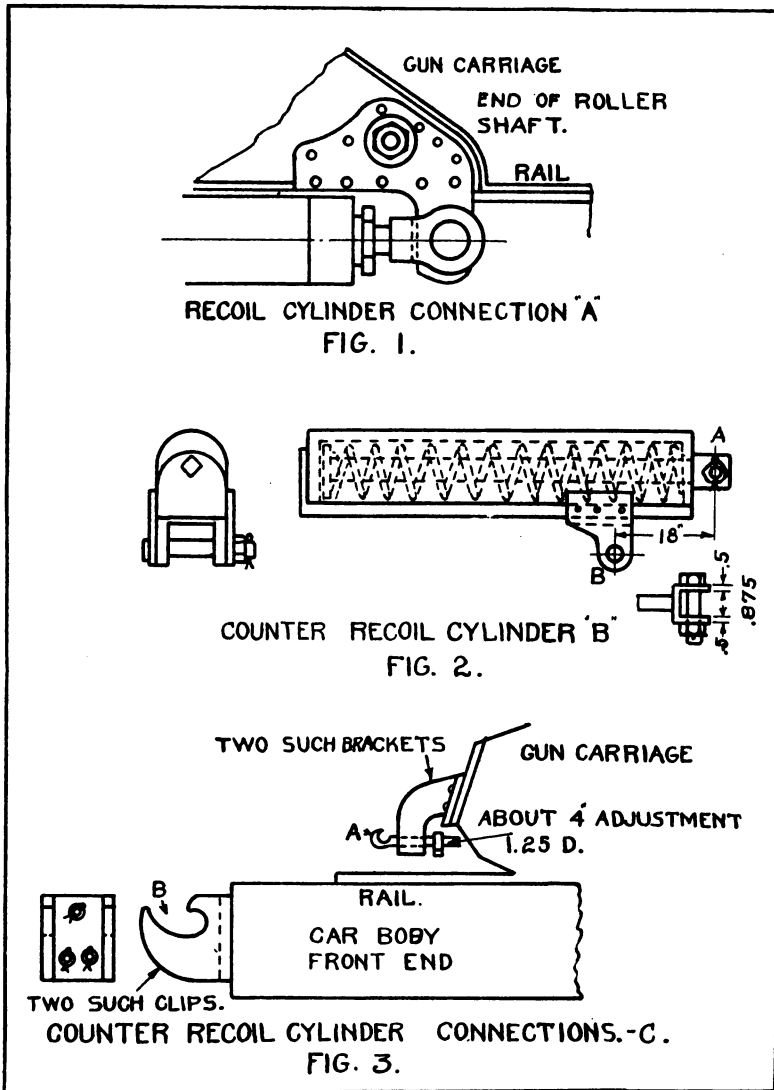 GUN CARRIAGE
END OF ROLLER
SHAFT.
RAIL
RECOIL CYLINDER CONNECTION "A"
FIG. 1.
A
18"
B
.5
.875
.5
COUNTER RECOIL CYLINDER "B"
FIG. 2.
TWO SUCH BRACKETS
GUN CARRIAGE
A
ABOUT 4" ADJUSTMENT
1.25 D.
B
RAIL.
CAR BODY
FRONT END
TWO SUCH CLIPS.
COUNTER RECOIL CYLINDER CONNECTIONS.-C.
FIG. 3.